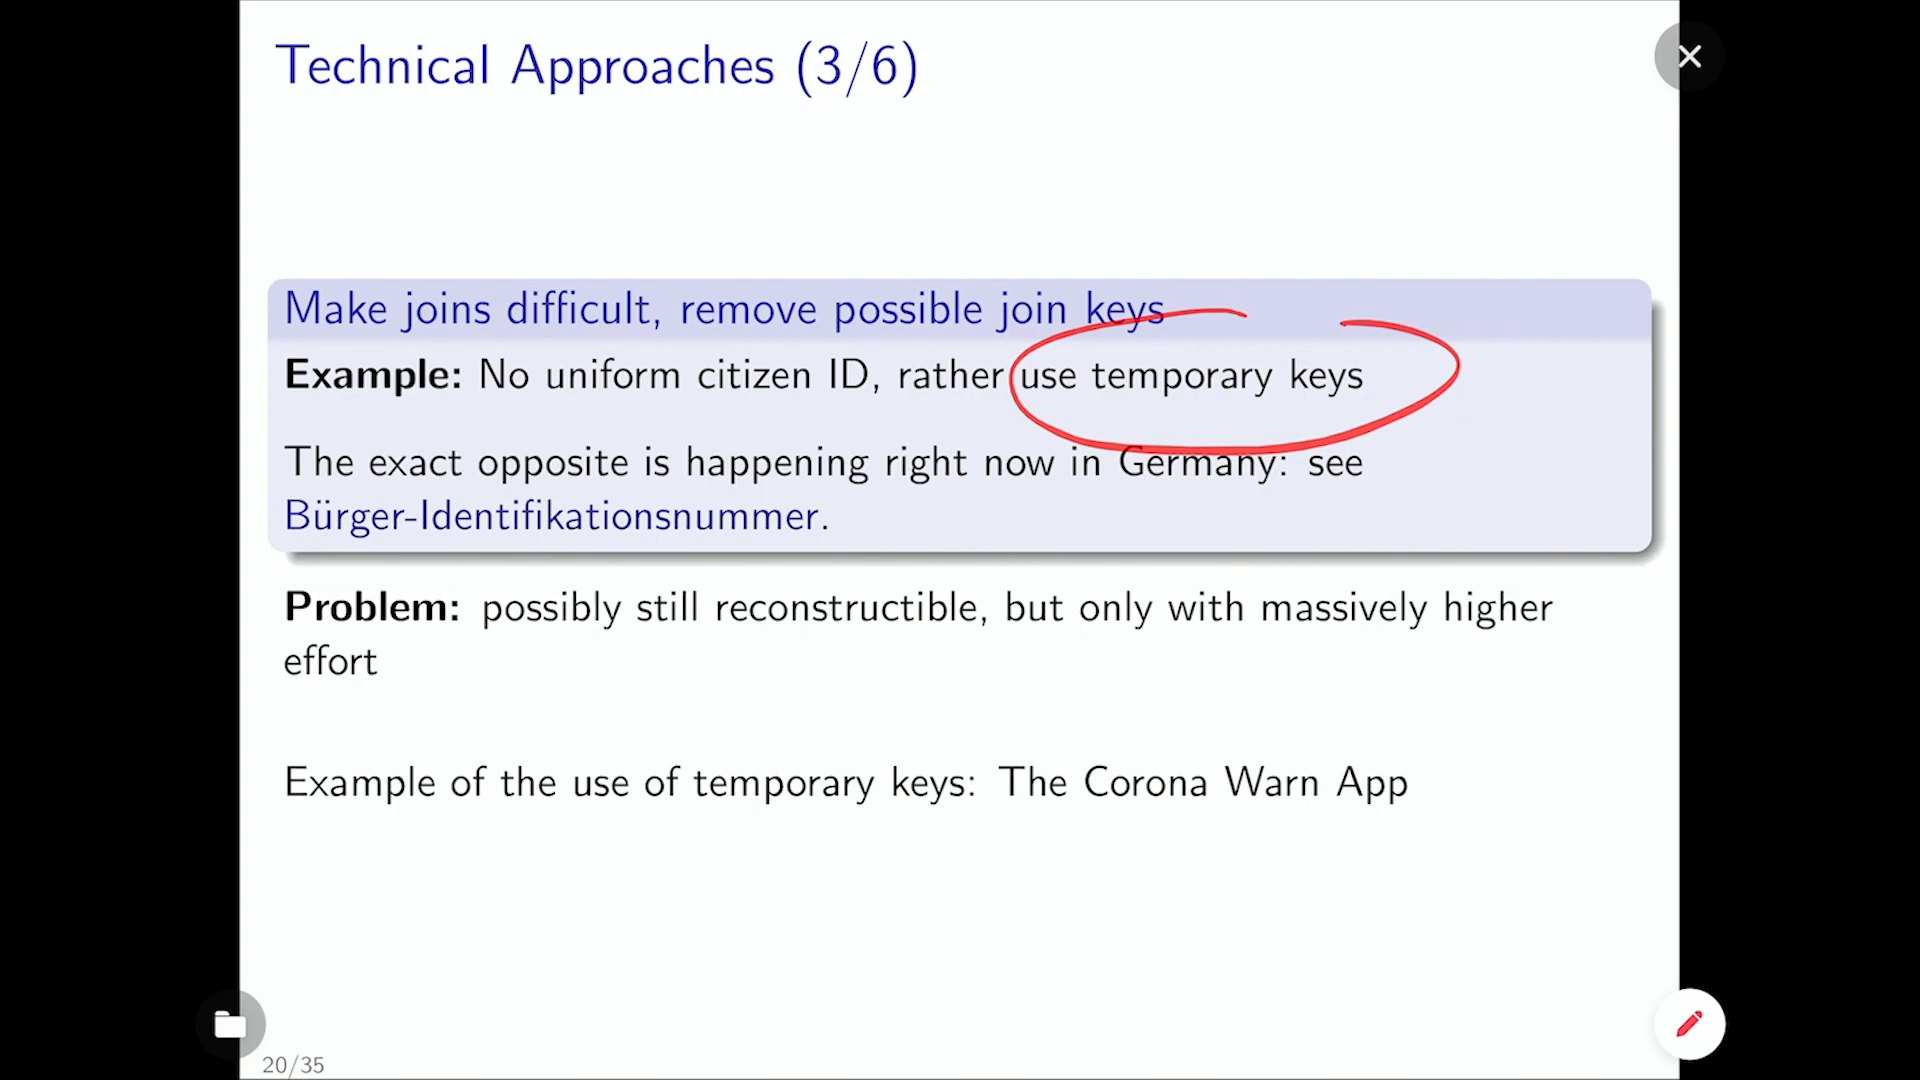 Technical Approaches (3/6)
Make joins difficult, remove possible join keys
Example: No uniform citizen ID, rather use temporary keys
The exact opposite is happening right now in Germany: see
Bürger-Identifikationsnummer.
Problem: possibly still reconstructible, but only with massively higher
effort
Example of the use of temporary keys: The Corona Warn App
20/35